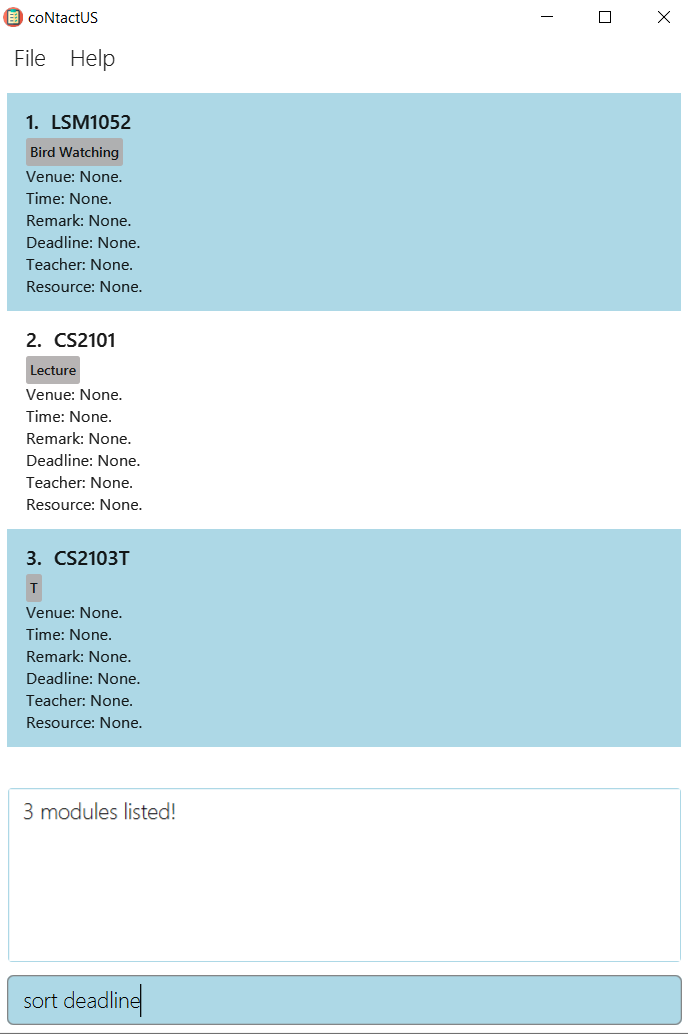 coNtactUS
File Help
1. LSM1052
Bird Watching
Venue: None.
Time: None.
Remark: None.
Deadline: None.
Teacher: None.
Resource: None.
2. CS2101
Lecture
Venue: None.
Time: None.
Remark: None.
Deadline: None.
Teacher: None.
Resource: None.
3. CS2103T
T
Venue: None.
Time: None.
Remark: None.
Deadline: None.
Teacher: None.
Resource: None.
3 modules listed!
sort deadline